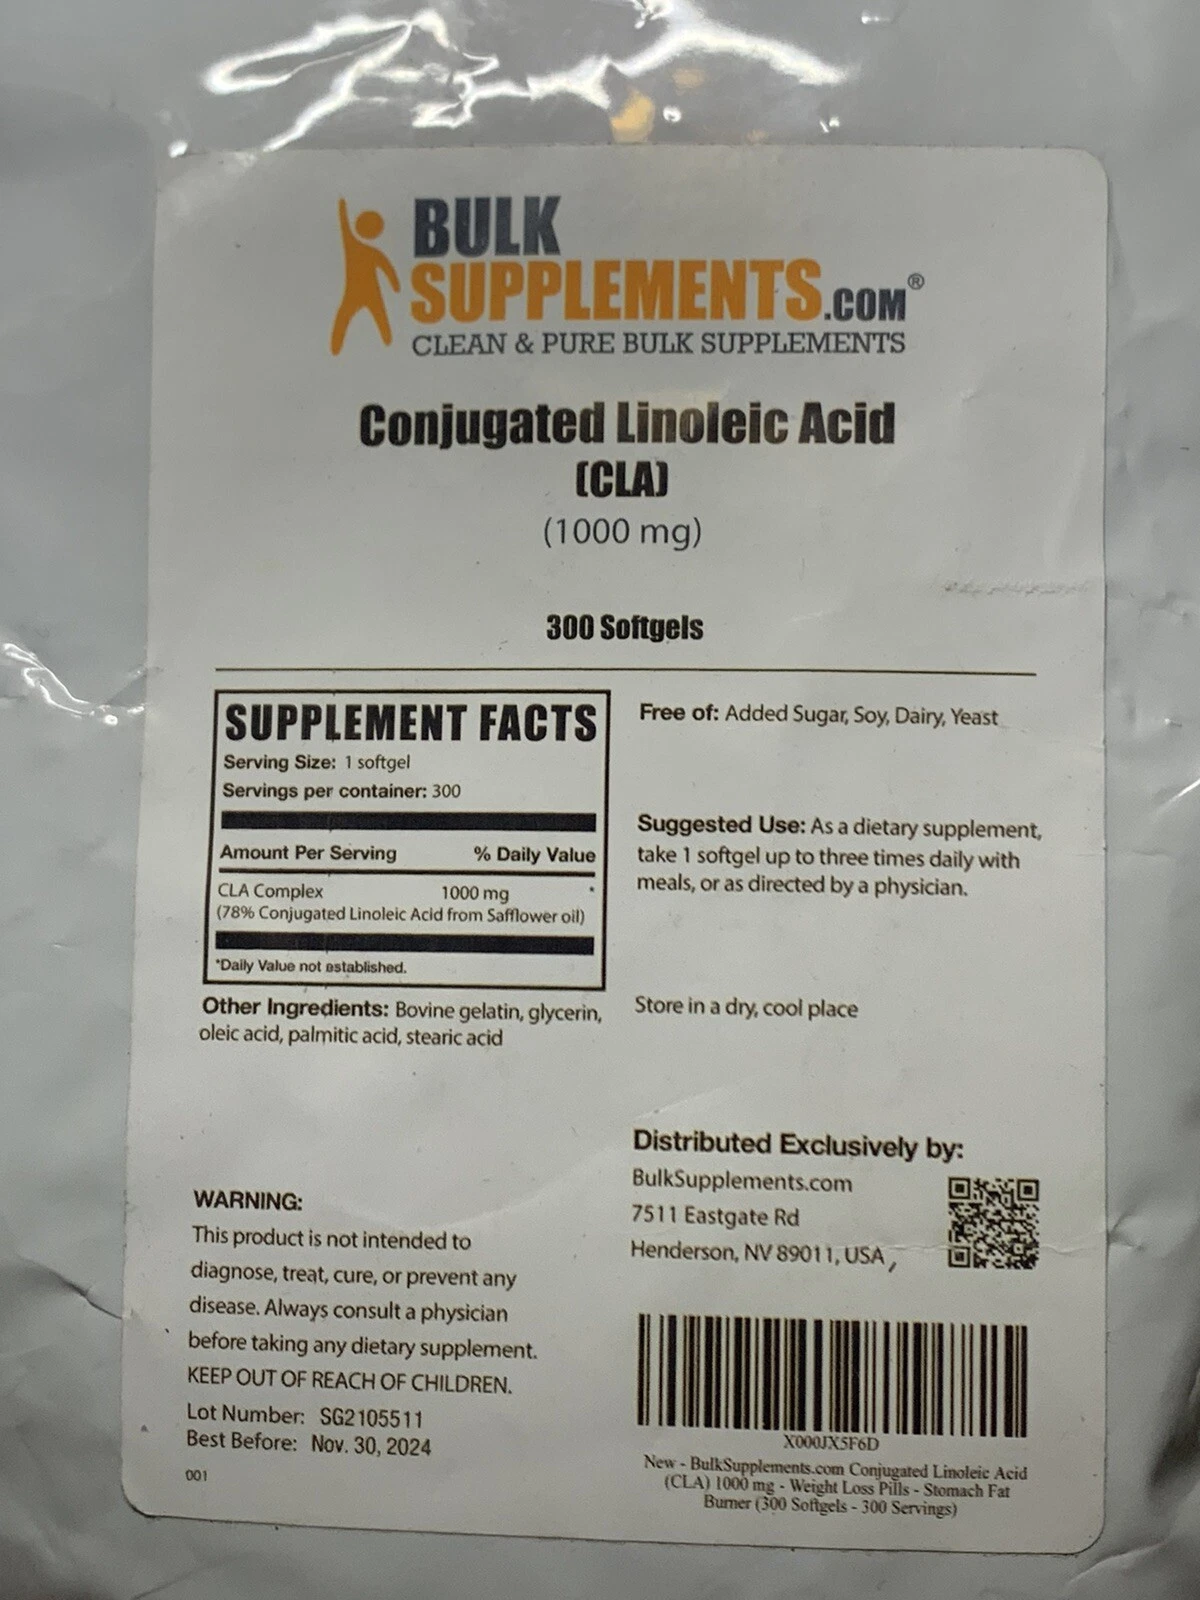 BULK
SUPPLEMENTS.COM®
CLEAN & PURE BULK SUPPLEMENTS
Conjugated Linoleic Acid
(CLA)
(1000 mg)
300 Softgels
SUPPLEMENT FACTS
Serving Size: 1 softgel
Servings per container: 300
Amount Per Serving % Daily Value
CLA Complex 1000 mg *
(78% Conjugated Linoleic Acid from Safflower oil)
*Daily Value not established.
Other Ingredients: Bovine gelatin, glycerin,
oleic acid, palmitic acid, stearic acid
Free of: Added Sugar, Soy, Dairy, Yeast
Suggested Use: As a dietary supplement,
take 1 softgel up to three times daily with
meals, or as directed by a physician.
Store in a dry, cool place
WARNING:
This product is not intended to
diagnose, treat, cure, or prevent any
disease. Always consult a physician
before taking any dietary supplement.
KEEP OUT OF REACH OF CHILDREN.
Lot Number: SG2105511
Best Before: Nov. 30, 2024
001
Distributed Exclusively by:
BulkSupplements.com
7511 Eastgate Rd
Henderson, NV 89011, USA
X000JX5F6D
New - BulkSupplements.com Conjugated Linoleic Acid
(CLA) 1000 mg - Weight Loss Pills - Stomach Fat
Burner (300 Softgels - 300 Servings)